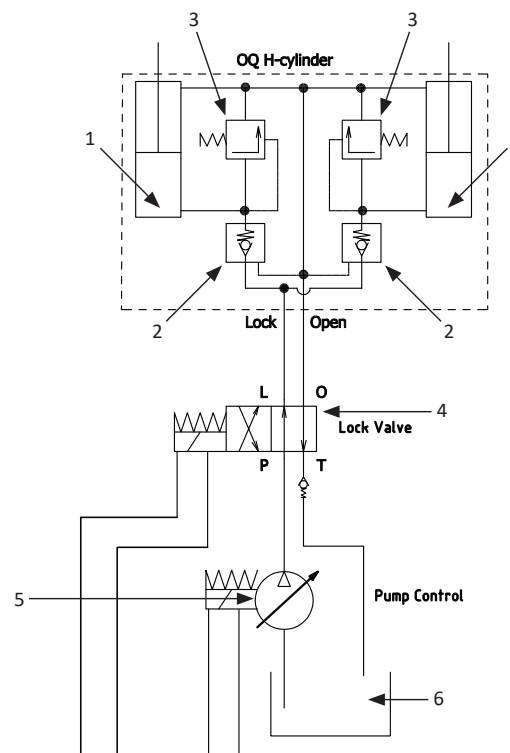 3
3
OQ H-cylinder
1
2
2
Lock
Open
L
O
4
Lock Valve
P
T
5
Pump Control
6